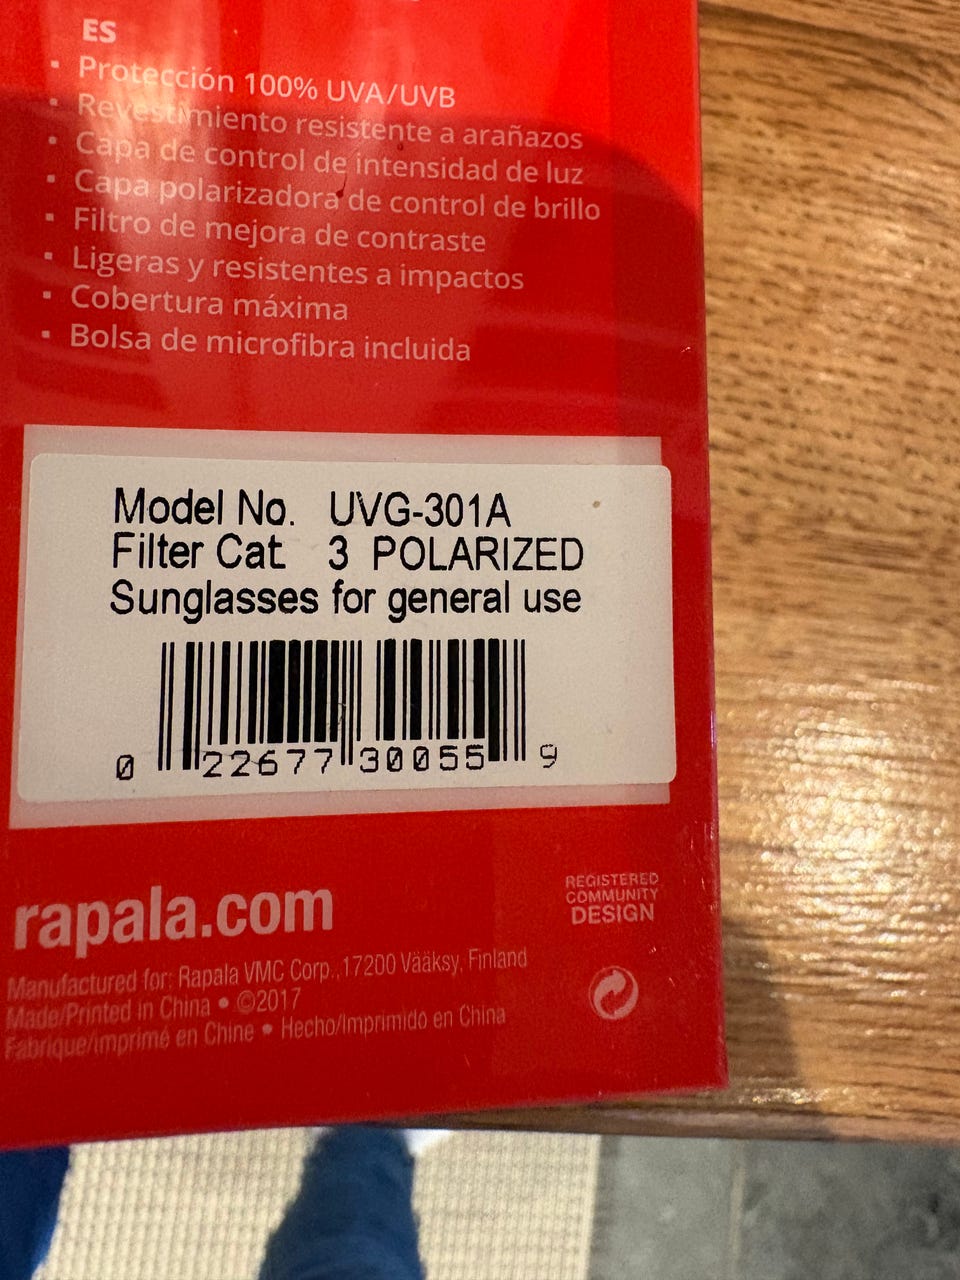 ES
▪ Protección 100% UVA/UVB
▪ Revestimiento resistente a arañazos
▪ Capa de control de intensidad de luz
▪ Capa polarizadora de control de brillo
▪ Filtro de mejora de contraste
▪ Ligeras y resistentes a impactos
▪ Cobertura máxima
▪ Bolsa de microfibra incluida
Model No. UVG-301A
Filter Cat. 3 POLARIZED
Sunglasses for general use
0 22677 30055 9
rapala.com
REGISTERED
COMMUNITY
DESIGN
Manufactured for: Rapala VMC Corp., 17200 Vääksy, Finland
Made/Printed in China • ©2017
Fabrique/imprimé en Chine • Hecho/Imprimido en China